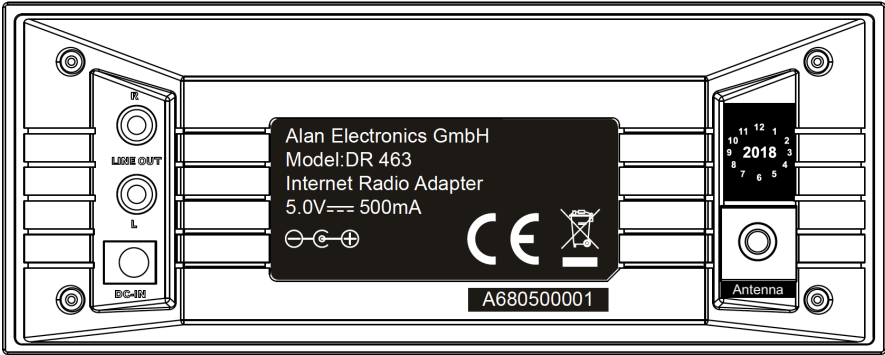 R
LINE OUT
L
DC-IN
Alan Electronics GmbH
Model:DR 463
Internet Radio Adapter
5.0V⎓ 500mA
CE
A680500001
12
11 1
10 2
9 2018 3
8 4
7 6 5
Antenna